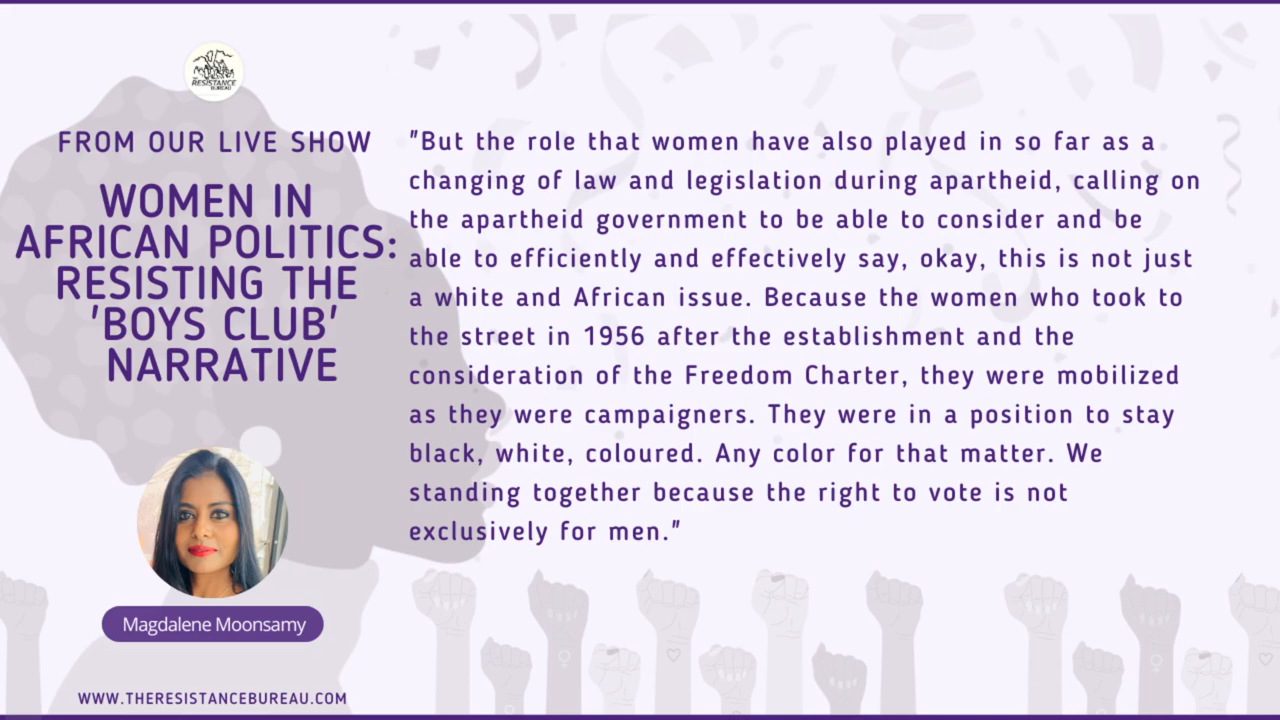 RESISTANCE
BUREAU
FROM OUR LIVE SHOW
WOMEN IN
AFRICAN POLITICS:
RESISTING THE
'BOYS CLUB'
NARRATIVE
Magdalene Moonsamy
WWW.THERESISTANCEBUREAU.COM
"But the role that women have also played in so far as a
changing of law and legislation during apartheid, calling on
the apartheid government to be able to consider and be
able to efficiently and effectively say, okay, this is not just
a white and African issue. Because the women who took to
the street in 1956 after the establishment and the
consideration of the Freedom Charter, they were mobilized
as they were campaigners. They were in a position to stay
black, white, coloured. Any color for that matter. We
standing together because the right to vote is not
exclusively for men."